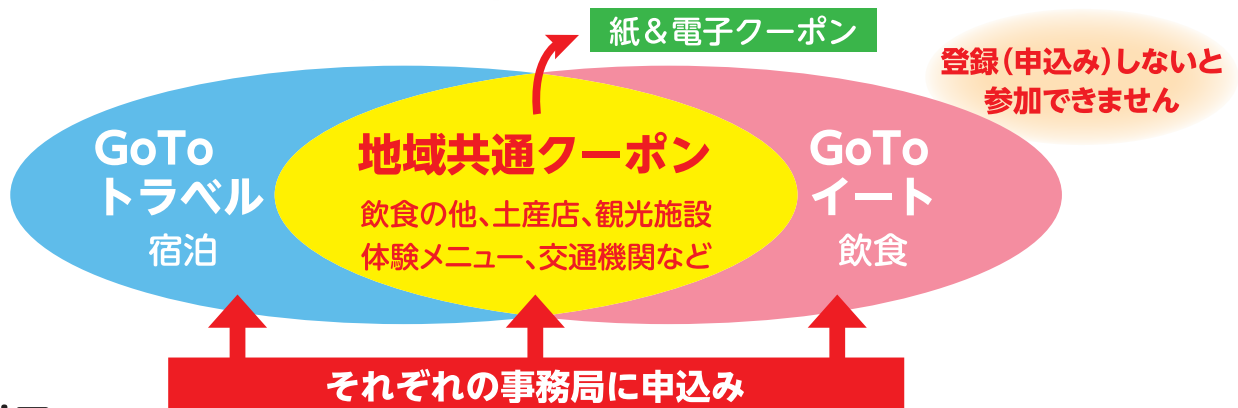 紙&電子クーポン
登録(申込み)しないと
参加できません
GoTo
トラベル
宿泊
地域共通クーポン
飲食の他、土産店、観光施設
体験メニュー、交通機関など
GoTo
イート
飲食
それぞれの事務局に申込み